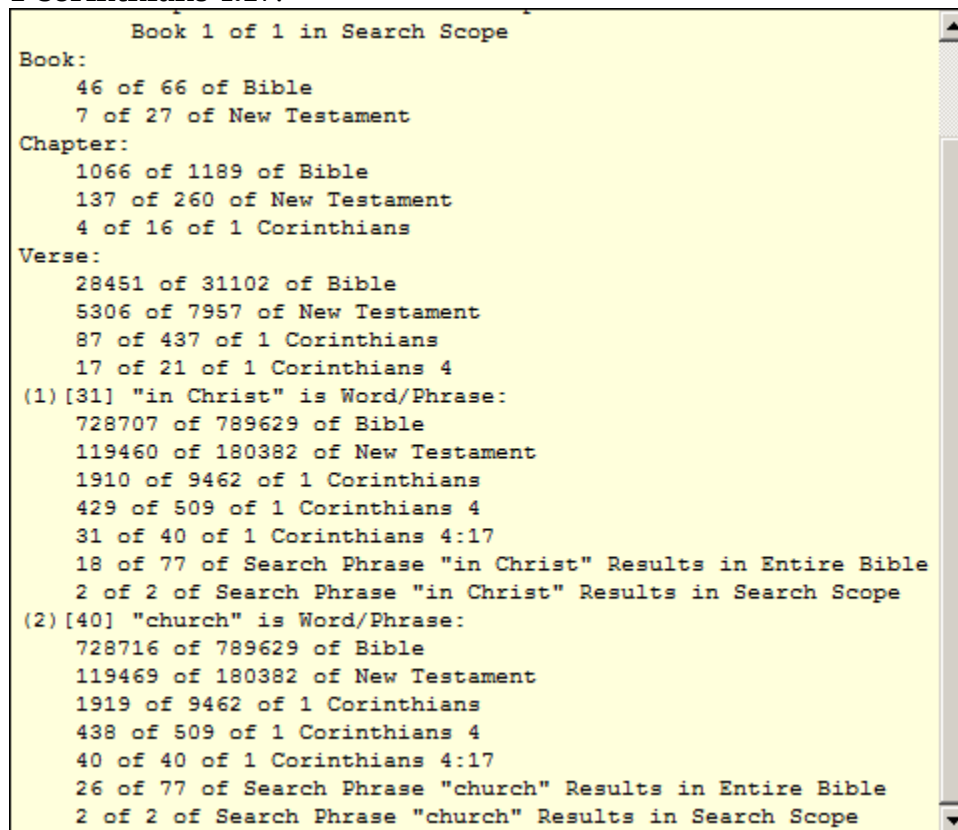 Book 1 of 1 in Search Scope
Book:
46 of 66 of Bible
7 of 27 of New Testament
Chapter:
1066 of 1189 of Bible
137 of 260 of New Testament
4 of 16 of 1 Corinthians
Verse:
28451 of 31102 of Bible
5306 of 7957 of New Testament
87 of 437 of 1 Corinthians
17 of 21 of 1 Corinthians 4
(1)[31] "in Christ" is Word/Phrase:
728707 of 789629 of Bible
119460 of 180382 of New Testament
1910 of 9462 of 1 Corinthians
429 of 509 of 1 Corinthians 4
31 of 40 of 1 Corinthians 4:17
18 of 77 of Search Phrase "in Christ" Results in Entire Bible
2 of 2 of Search Phrase "in Christ" Results in Search Scope
(2)[40] "church" is Word/Phrase:
728716 of 789629 of Bible
119469 of 180382 of New Testament
1919 of 9462 of 1 Corinthians
438 of 509 of 1 Corinthians 4
40 of 40 of 1 Corinthians 4:17
26 of 77 of Search Phrase "church" Results in Entire Bible
2 of 2 of Search Phrase "church" Results in Search Scope